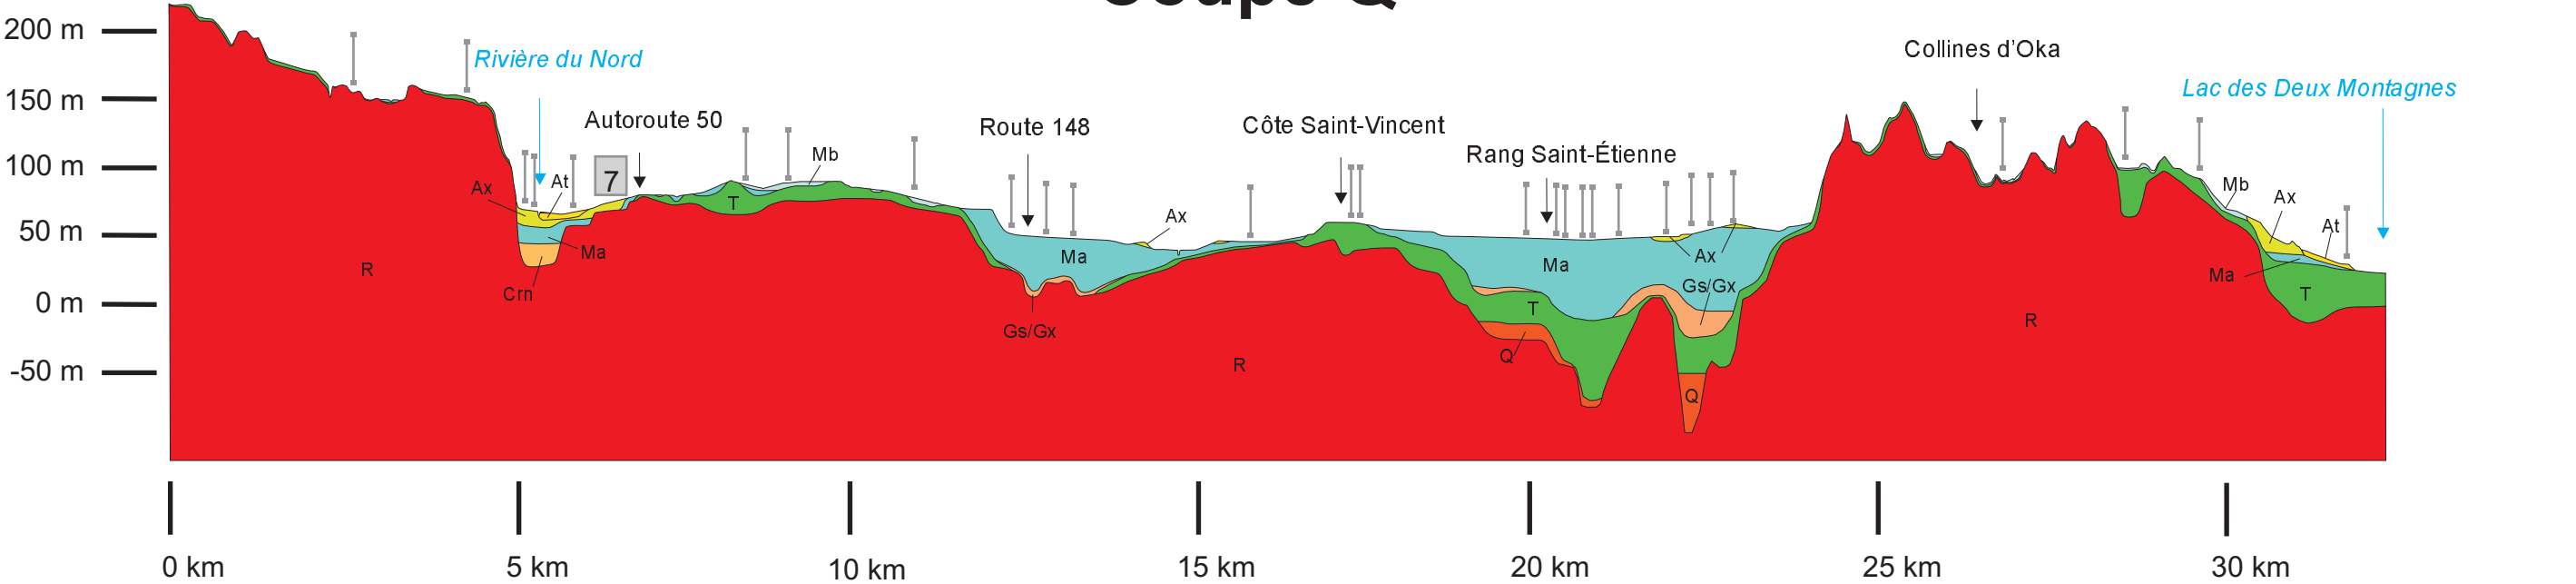 Coupe Q
200 m
150 m
100 m
50 m
0 m
-50 m
Rivière du Nord
Autoroute 50
Route 148
Côte Saint-Vincent
Rang Saint-Étienne
Collines d'Oka
Lac des Deux Montagnes
7
Ax
At
Ma
Crn
R
T
Mb
Ma
Gs/Gx
Ax
R
Ma
T
Q
Ax
Gs/Gx
Q
R
Mb
Ax
At
Ma
T
0 km
5 km
10 km
15 km
20 km
25 km
30 km